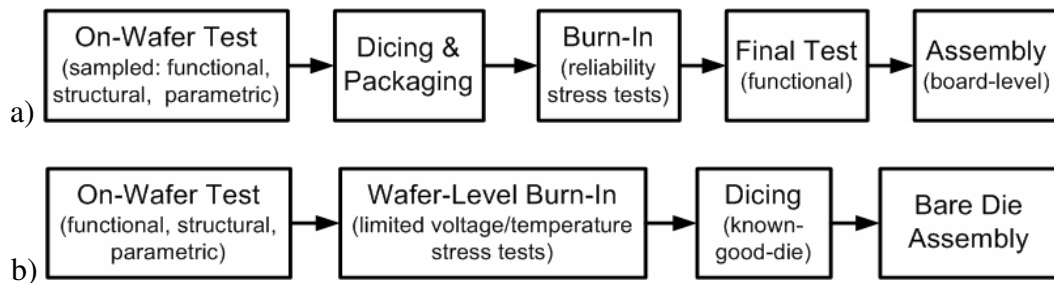 On-Wafer Test
(sampled: functional,
structural, parametric)
Dicing &
Packaging
Burn-In
(reliability
stress tests)
Final Test
(functional)
Assembly
(board-level)
a)
On-Wafer Test
(functional, structural,
parametric)
Wafer-Level Burn-In
(limited voltage/temperature
stress tests)
Dicing
(known-
good-die)
Bare Die
Assembly
b)